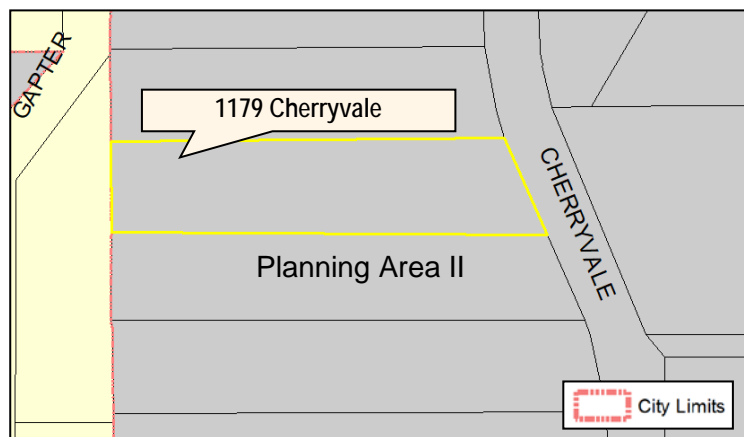 GAPTER
1179 Cherryvale
CHERRYVALE
Planning Area II
City Limits